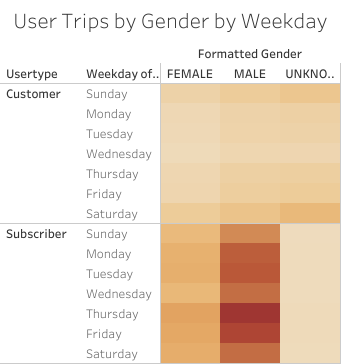 User Trips by Gender by Weekday
Formatted Gender
Usertype Weekday of.. FEMALE MALE UNKNO..
Customer Sunday
Monday
Tuesday
Wednesday
Thursday
Friday
Saturday
Subscriber Sunday
Monday
Tuesday
Wednesday
Thursday
Friday
Saturday